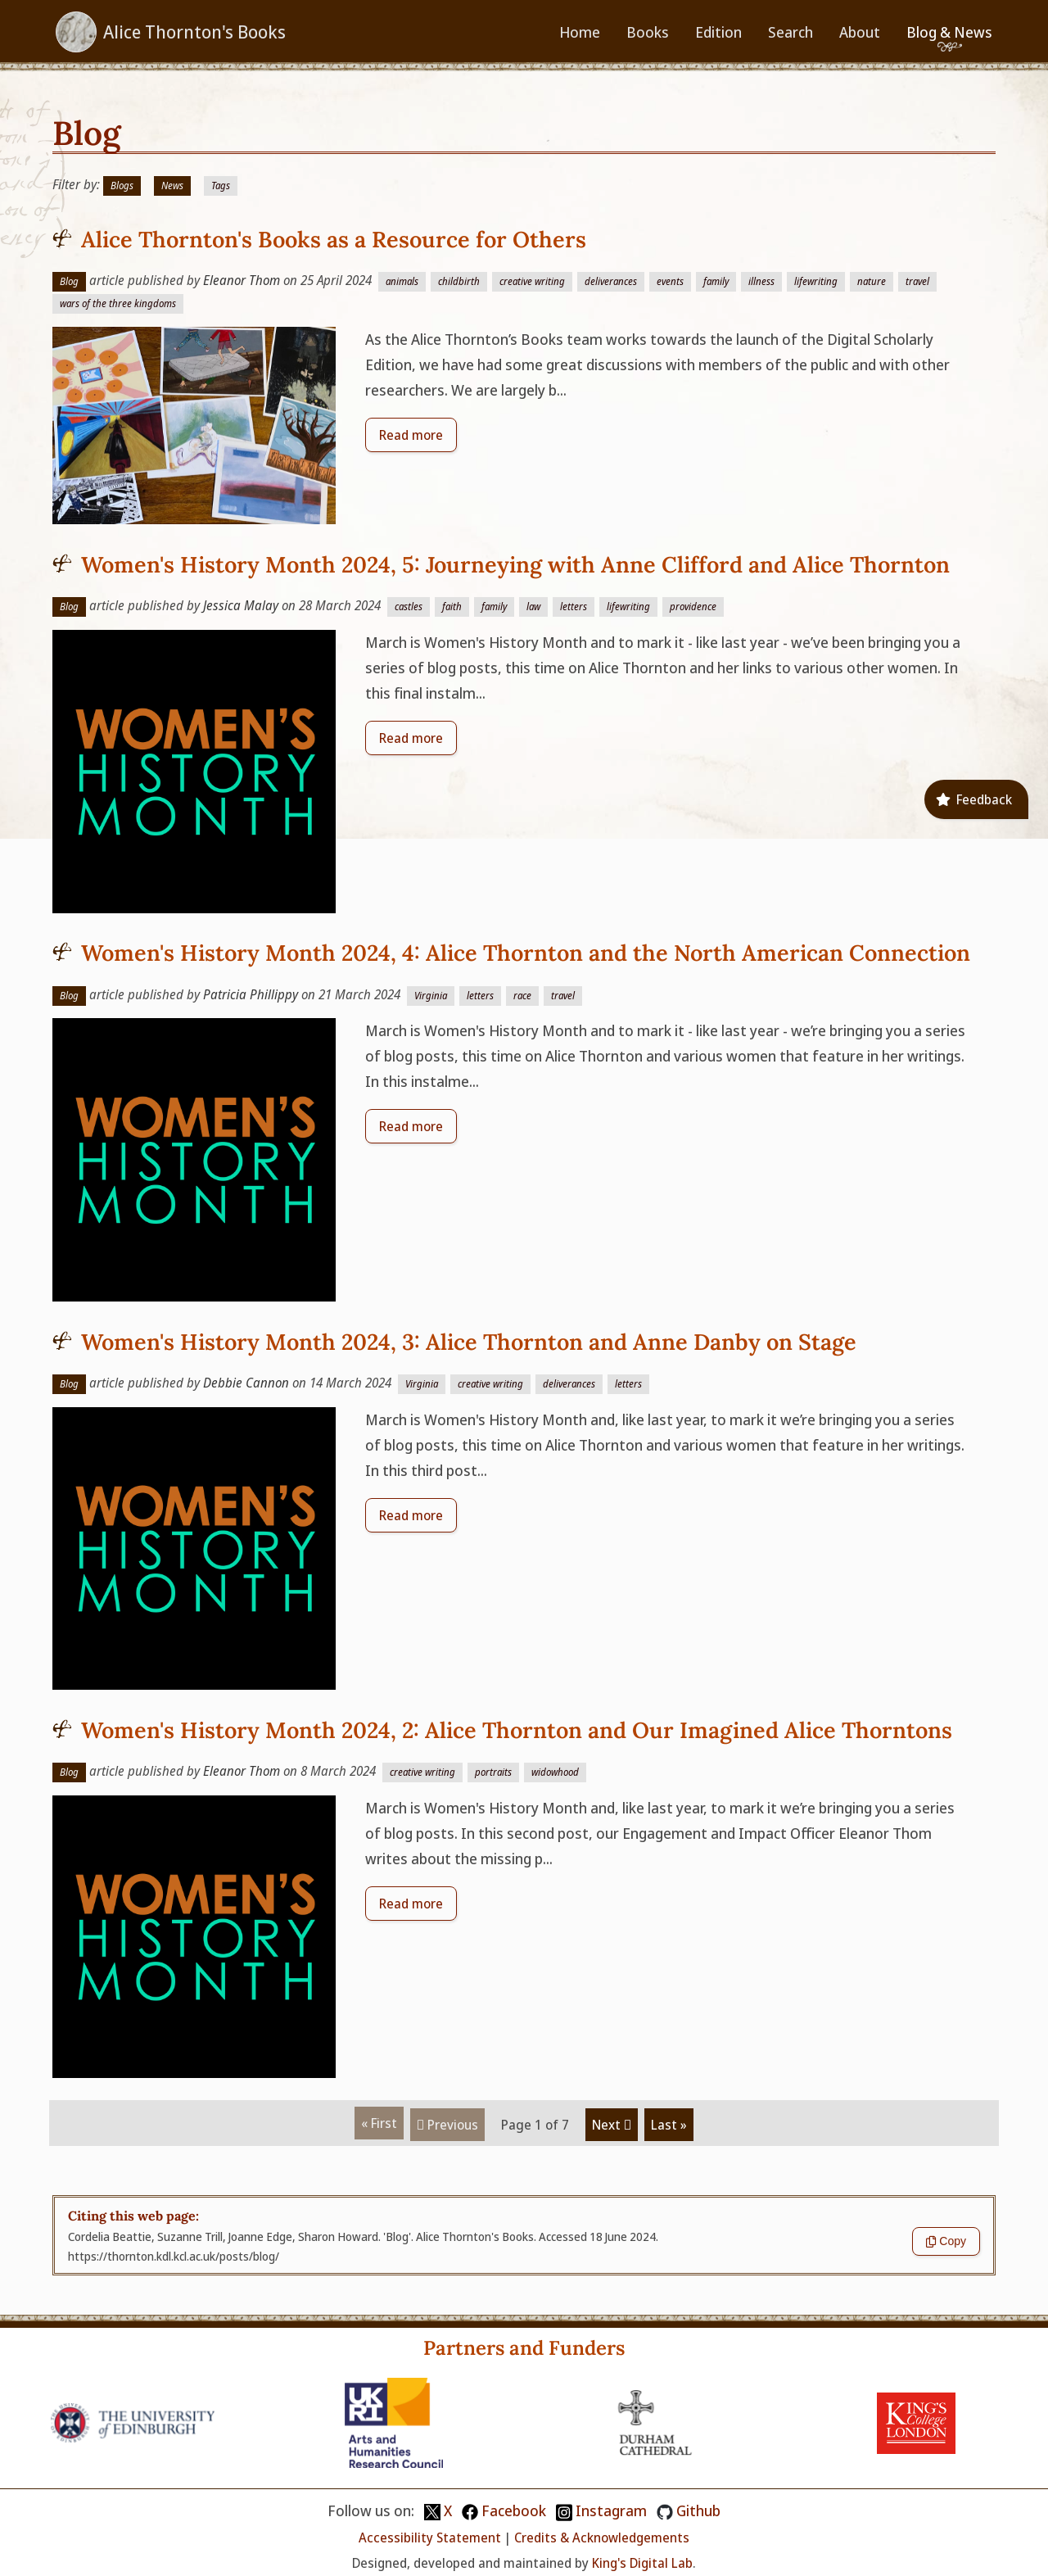 Alice Thornton's Books
Home Books Edition Search About Blog & News
Blog
Filter by: Blogs News Tags
Alice Thornton's Books as a Resource for Others
Blog article published by Eleanor Thom on 25 April 2024 animals childbirth creative writing deliverances events family illness lifewriting nature travel
wars of the three kingdoms
As the Alice Thornton’s Books team works towards the launch of the Digital Scholarly
Edition, we have had some great discussions with members of the public and with other
researchers. We are largely b...
Read more
Women's History Month 2024, 5: Journeying with Anne Clifford and Alice Thornton
Blog article published by Jessica Malay on 28 March 2024 castles faith family law letters lifewriting providence
WOMEN'S
HISTORY
MONTH
March is Women's History Month and to mark it - like last year - we’ve been bringing you a
series of blog posts, this time on Alice Thornton and her links to various other women. In
this final instalm...
Read more
Feedback
Women's History Month 2024, 4: Alice Thornton and the North American Connection
Blog article published by Patricia Phillippy on 21 March 2024 Virginia letters race travel
WOMEN'S
HISTORY
MONTH
March is Women's History Month and to mark it - like last year - we’re bringing you a series
of blog posts, this time on Alice Thornton and various women that feature in her writings.
In this instalme...
Read more
Women's History Month 2024, 3: Alice Thornton and Anne Danby on Stage
Blog article published by Debbie Cannon on 14 March 2024 Virginia creative writing deliverances letters
WOMEN'S
HISTORY
MONTH
March is Women's History Month and, like last year, to mark it we’re bringing you a series
of blog posts, this time on Alice Thornton and various women that feature in her writings.
In this third post...
Read more
Women's History Month 2024, 2: Alice Thornton and Our Imagined Alice Thorntons
Blog article published by Eleanor Thom on 8 March 2024 creative writing portraits widowhood
WOMEN'S
HISTORY
MONTH
March is Women's History Month and, like last year, to mark it we’re bringing you a series
of blog posts. In this second post, our Engagement and Impact Officer Eleanor Thom
writes about the missing p...
Read more
« First Previous Page 1 of 7 Next Last »
Citing this web page:
Cordelia Beattie, Suzanne Trill, Joanne Edge, Sharon Howard. 'Blog'. Alice Thornton's Books. Accessed 18 June 2024.
https://thornton.kdl.kcl.ac.uk/posts/blog/
Copy
Partners and Funders
THE UNIVERSITY
of EDINBURGH
UK
RI
Arts and
Humanities
Research Council
DURHAM
CATHEDRAL
KING'S
College
LONDON
Follow us on: X Facebook Instagram Github
Accessibility Statement | Credits & Acknowledgements
Designed, developed and maintained by King's Digital Lab.